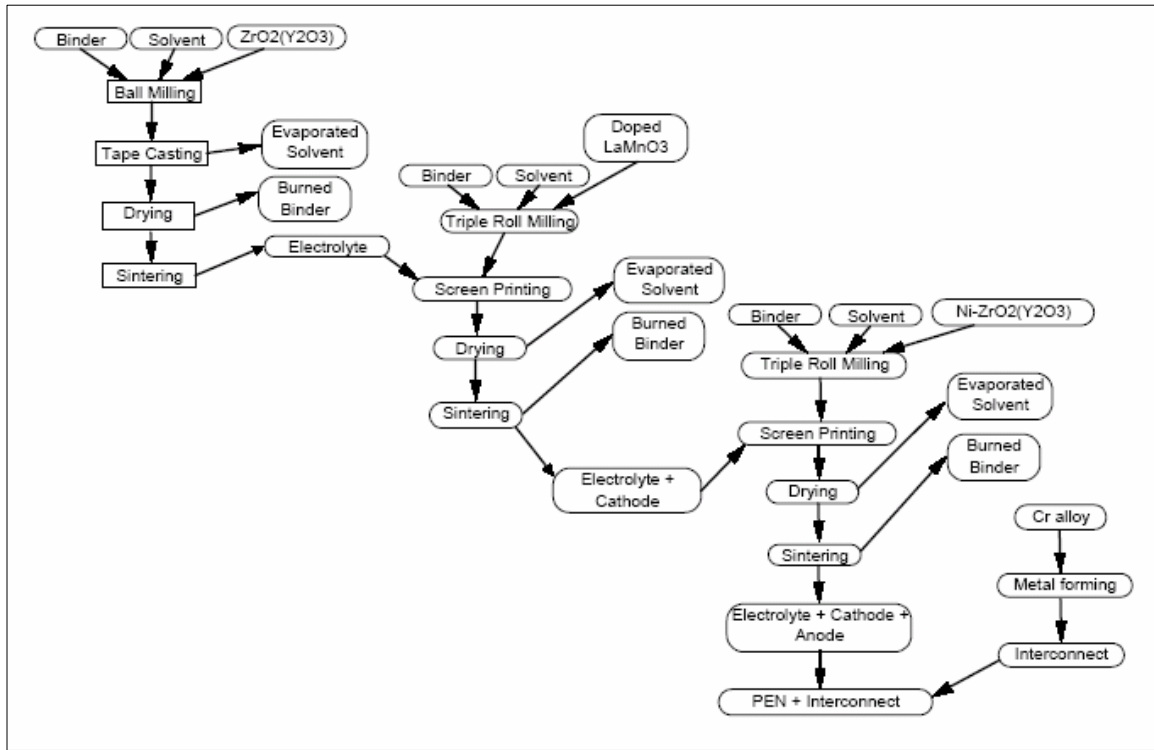 Binder
Solvent
ZrO2(Y2O3)
Ball Milling
Tape Casting
Evaporated
Solvent
Drying
Burned
Binder
Sintering
Electrolyte
Doped
LaMnO3
Binder
Solvent
Triple Roll Milling
Screen Printing
Evaporated
Solvent
Drying
Burned
Binder
Sintering
Electrolyte +
Cathode
Binder
Solvent
Ni-ZrO2(Y2O3)
Triple Roll Milling
Screen Printing
Evaporated
Solvent
Drying
Burned
Binder
Sintering
Electrolyte + Cathode +
Anode
Cr alloy
Metal forming
Interconnect
PEN + Interconnect